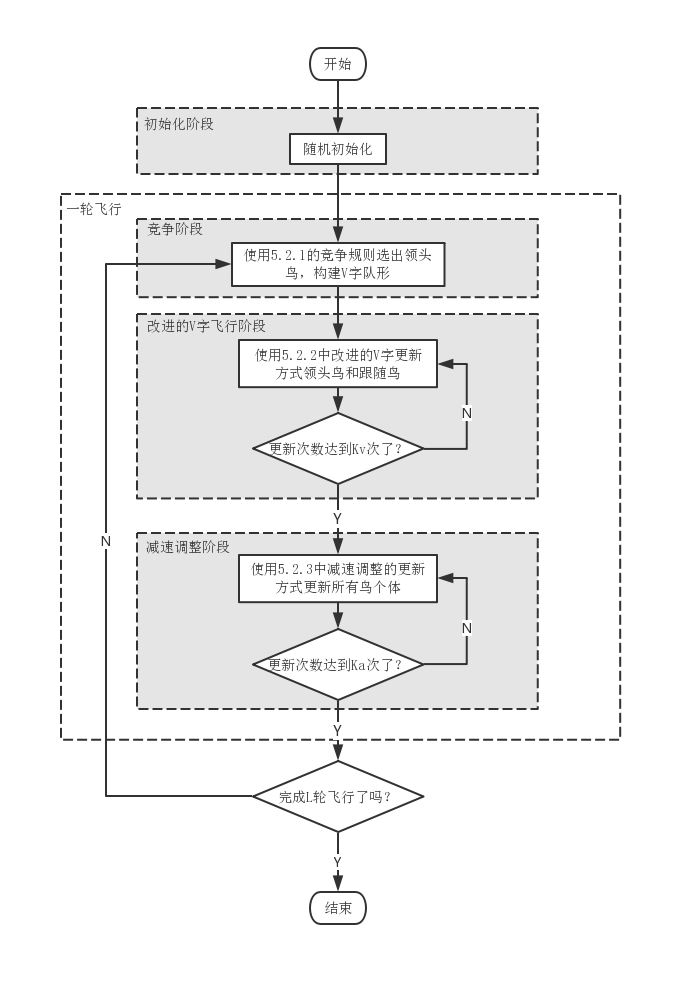 开始
初始化阶段
随机初始化
一轮飞行
竞争阶段
使用5.2.1的竞争规则选出领头
鸟，构建V字队形
改进的V字飞行阶段
使用5.2.2中改进的V字更新
方式领头鸟和跟随鸟
N
更新次数达到Kv次了？
Y
N
减速调整阶段
使用5.2.3中减速调整的更新
方式更新所有鸟个体
N
更新次数达到Ka次了？
Y
完成L轮飞行了吗？
Y
结束